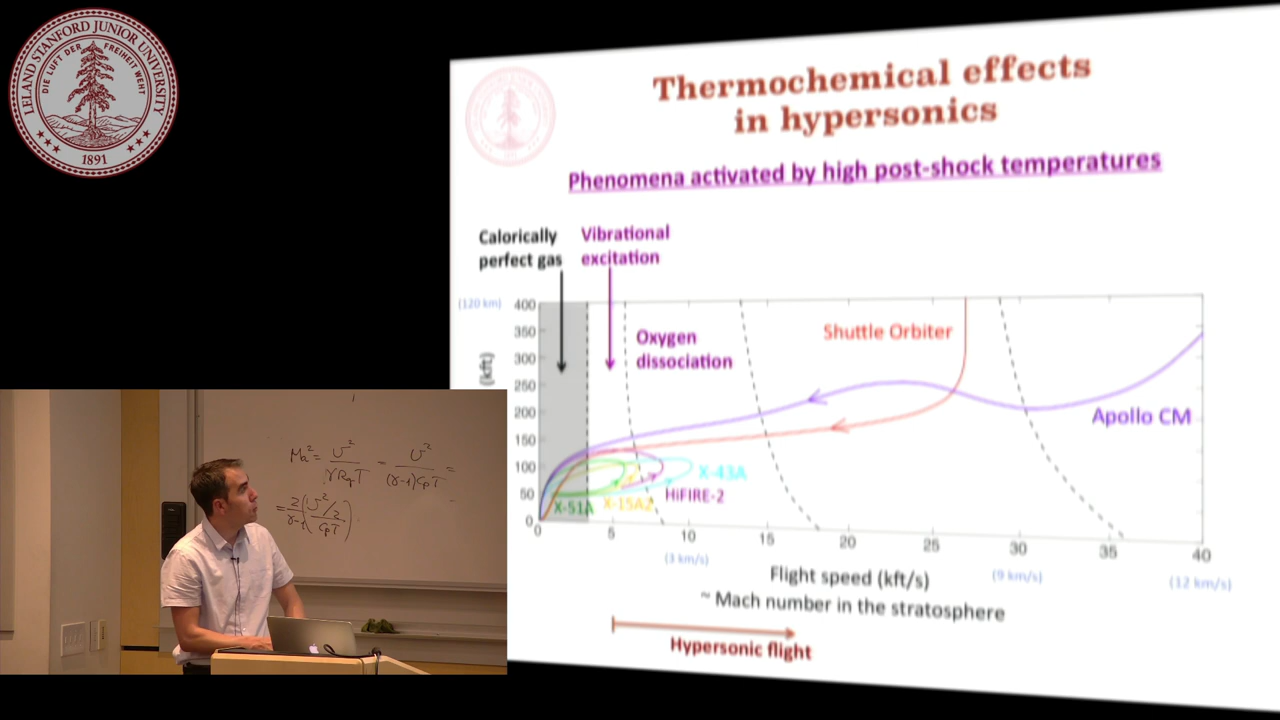 LELAND STANFORD JUNIOR UNIVERSITY
DIE LUFT DER FREIHEIT WEHT
1891
Thermochemical effects
in hypersonics
Phenomena activated by high post-shock temperatures
Calorically
perfect gas
Vibrational
excitation
(120 km)
400
350
300
250
200
150
100
50
0
(kft)
Oxygen
dissociation
Shuttle Orbiter
Apollo CM
X-43A
HiFIRE-2
X-15A2
X-51A
0 5 10 15 20 25 30 35 40
(3 km/s) (9 km/s) (12 km/s)
Flight speed (kft/s)
~ Mach number in the stratosphere
Hypersonic flight